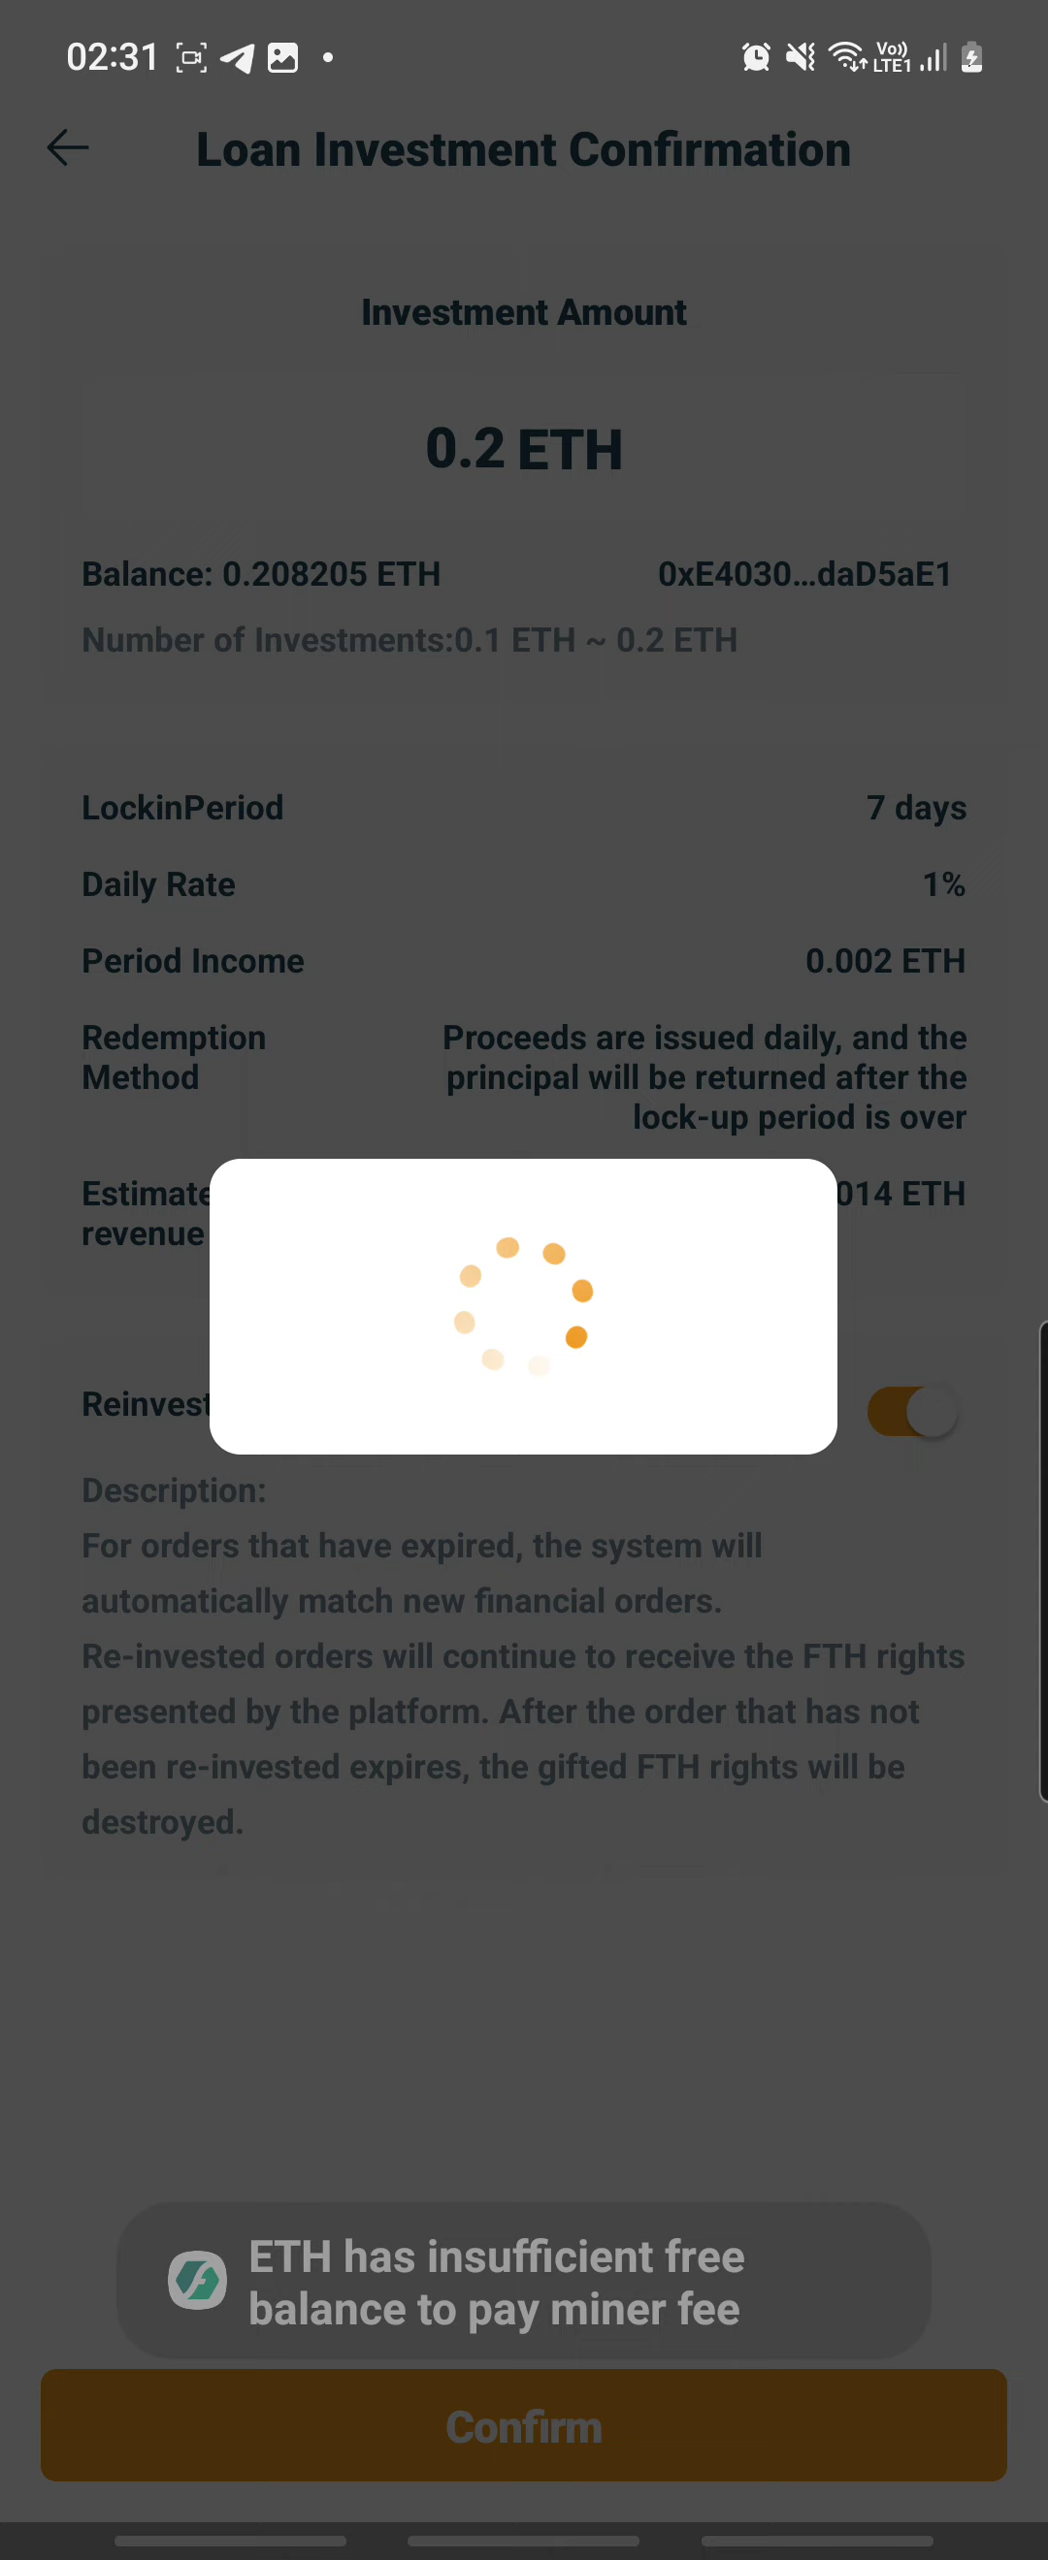 02:31
Vo))
LTE1
Loan Investment Confirmation
Investment Amount
0.2 ETH
Balance: 0.208205 ETH
0xE4030...daD5aE1
Number of Investments:0.1 ETH ~ 0.2 ETH
LockinPeriod
7 days
Daily Rate
1%
Period Income
0.002 ETH
Redemption
Method
Proceeds are issued daily, and the
principal will be returned after the
lock-up period is over
revenue
014 ETH
Description:
For orders that have expired, the system will
automatically match new financial orders.
Re-invested orders will continue to receive the FTH rights
presented by the platform. After the order that has not
been re-invested expires, the gifted FTH rights will be
destroyed.
ETH has insufficient free
balance to pay miner fee
Confirm